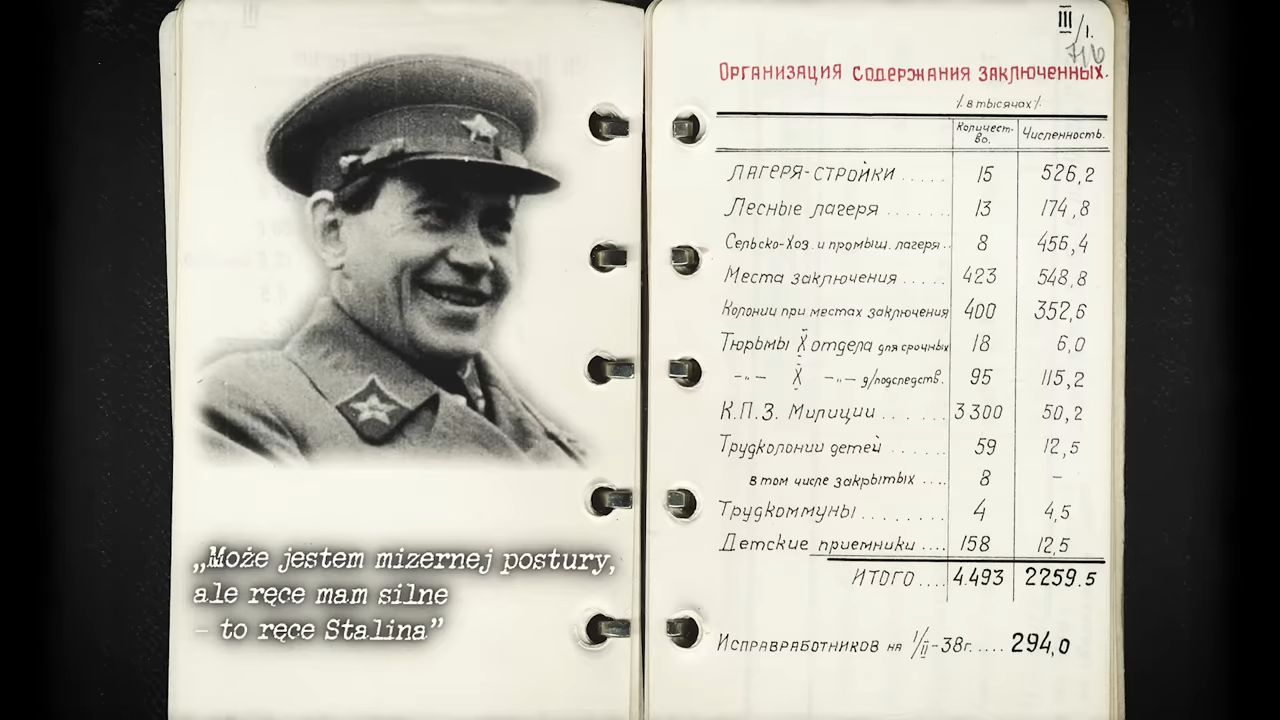 „Może jestem mizernej postury,
ale ręce mam silne
– to ręce Stalina”
III/1.
716
Организация содержания заключенных.
/. в тысячах /.
Количест-во. Численность.
Лагеря-стройки ..... 15 526,2
Лесные лагеря ....... 13 174,8
Сельско-Хоз. и промыш. лагеря.. 8 456,4
Места заключения ..... 423 548,8
Колонии при местах заключения 400 352,6
Тюрьмы X отдела для срочных 18 6,0
-„- X -„- д/подследств. 95 115,2
К.П.З. Милиции ....... 3300 50,2
Трудколонии детей ...... 59 12,5
в том числе закрытых .... 8 –
Трудкоммуны ........ 4 4,5
Детские приемники .... 158 12,5
Итого .... 4.493 2259.5
Исправработников на 1/II-38г. .... 294,0